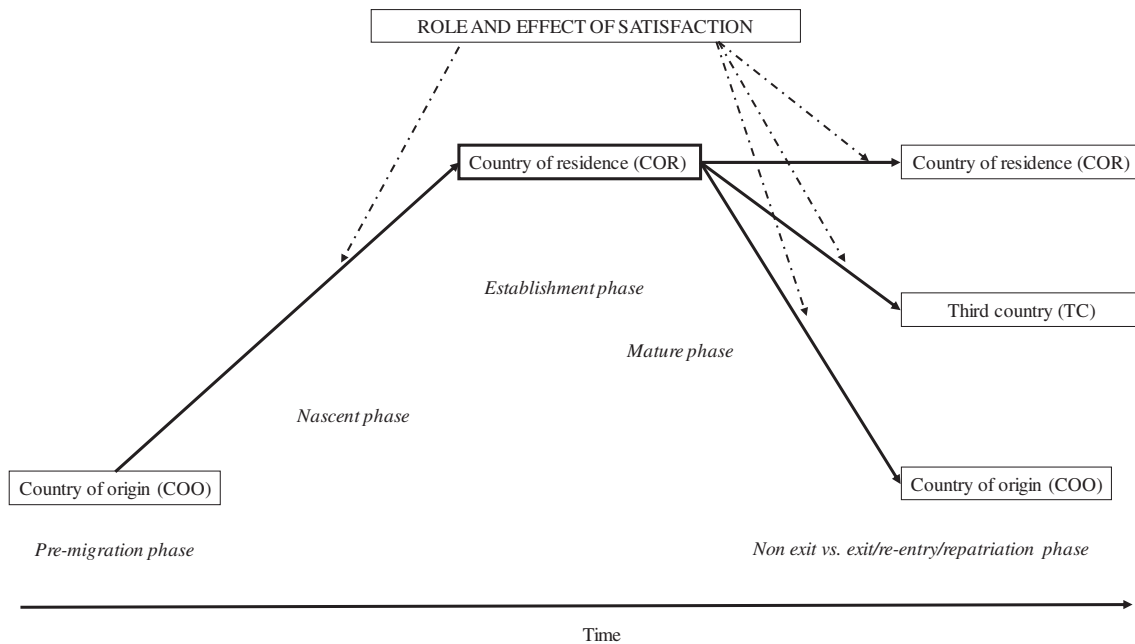 ROLE AND EFFECT OF SATISFACTION
Country of residence (COR)
Country of residence (COR)
Establishment phase
Third country (TC)
Mature phase
Nascent phase
Country of origin (COO)
Country of origin (COO)
Pre-migration phase
Non exit vs. exit/re-entry/repatriation phase
Time